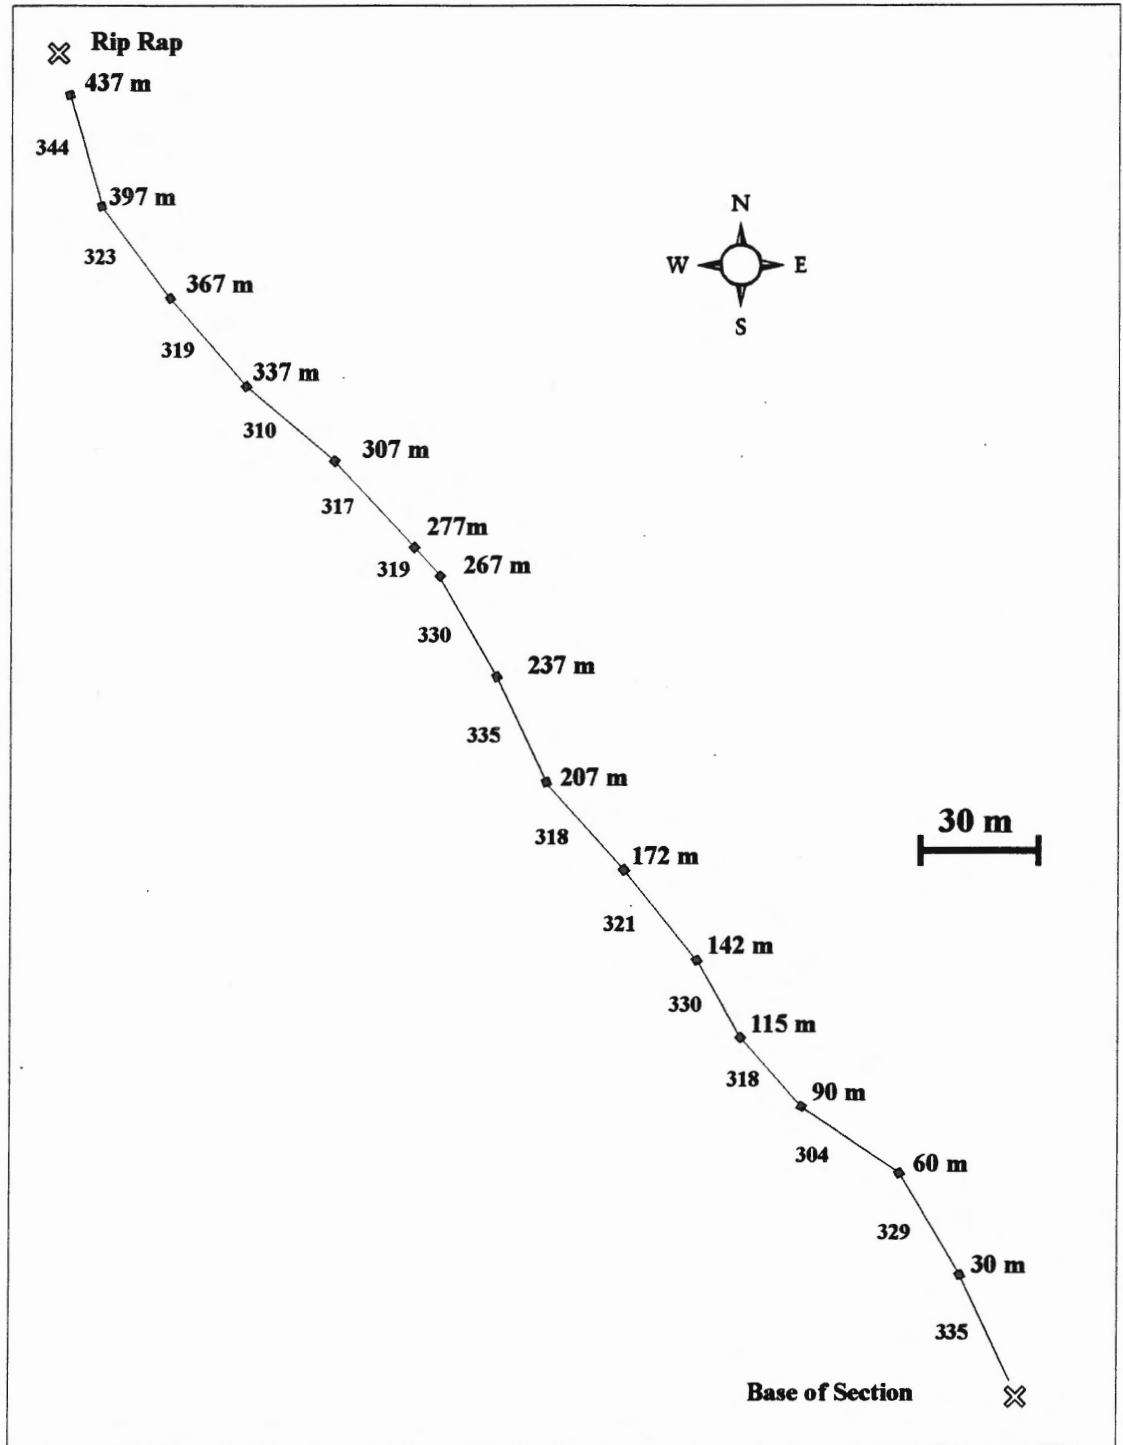 Rip Rap
437 m
344
397 m
323
367 m
319
337 m
310
307 m
317
277m
319
267 m
330
237 m
335
207 m
318
172 m
321
142 m
330
115 m
318
90 m
304
60 m
329
30 m
335
Base of Section
N
W E
S
30 m